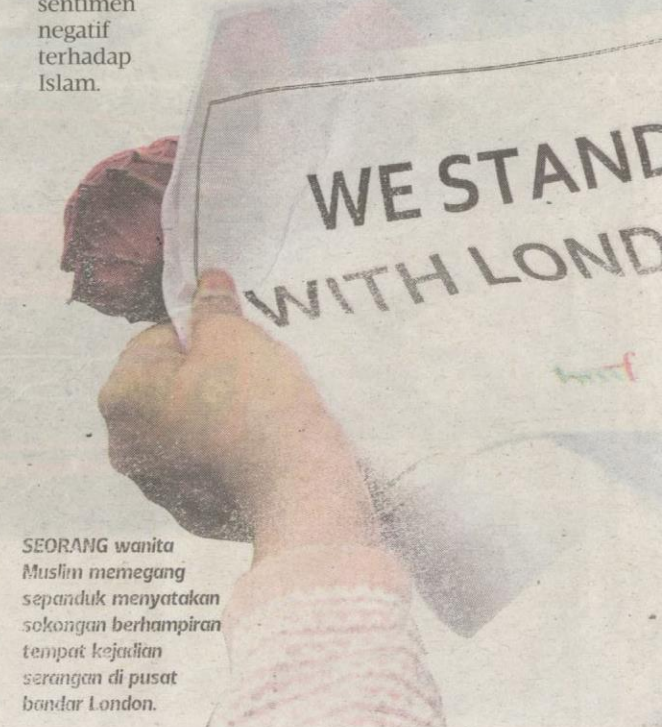 sentimen
negatif
terhadap
Islam.
WE STAND
WITH LOND
SEORANG wanita
Muslim memegang
sepanduk menyatakan
sokongan berhampiran
tempat kejadian
serangan di pusat
bandar London.